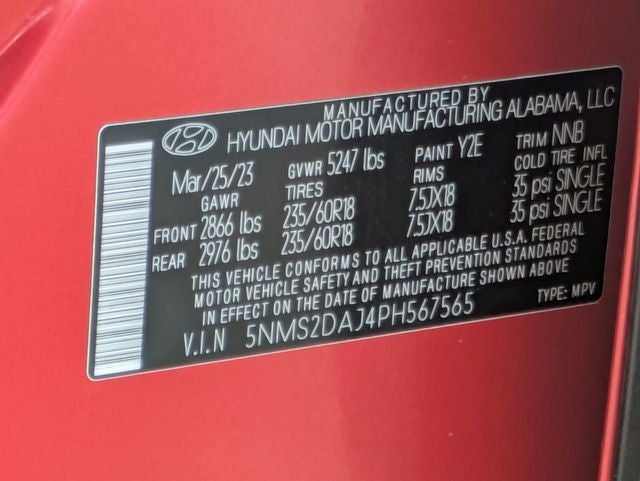 MANUFACTURED BY
HYUNDAI MOTOR MANUFACTURING ALABAMA, LLC
Mar/25/23 GVWR 5247 lbs PAINT Y2E TRIM NNB
GAWR TIRES RIMS COLD TIRE INFL
FRONT 2866 lbs 235/60R18 7.5JX18 35 psi SINGLE
REAR 2976 lbs 235/60R18 7.5JX18 35 psi SINGLE
THIS VEHICLE CONFORMS TO ALL APPLICABLE U.S.A. FEDERAL
MOTOR VEHICLE SAFETY AND THEFT PREVENTION STANDARDS
IN EFFECT ON THE DATE OF MANUFACTURE SHOWN ABOVE
V.I.N 5NMS2DAJ4PH567565 TYPE: MPV